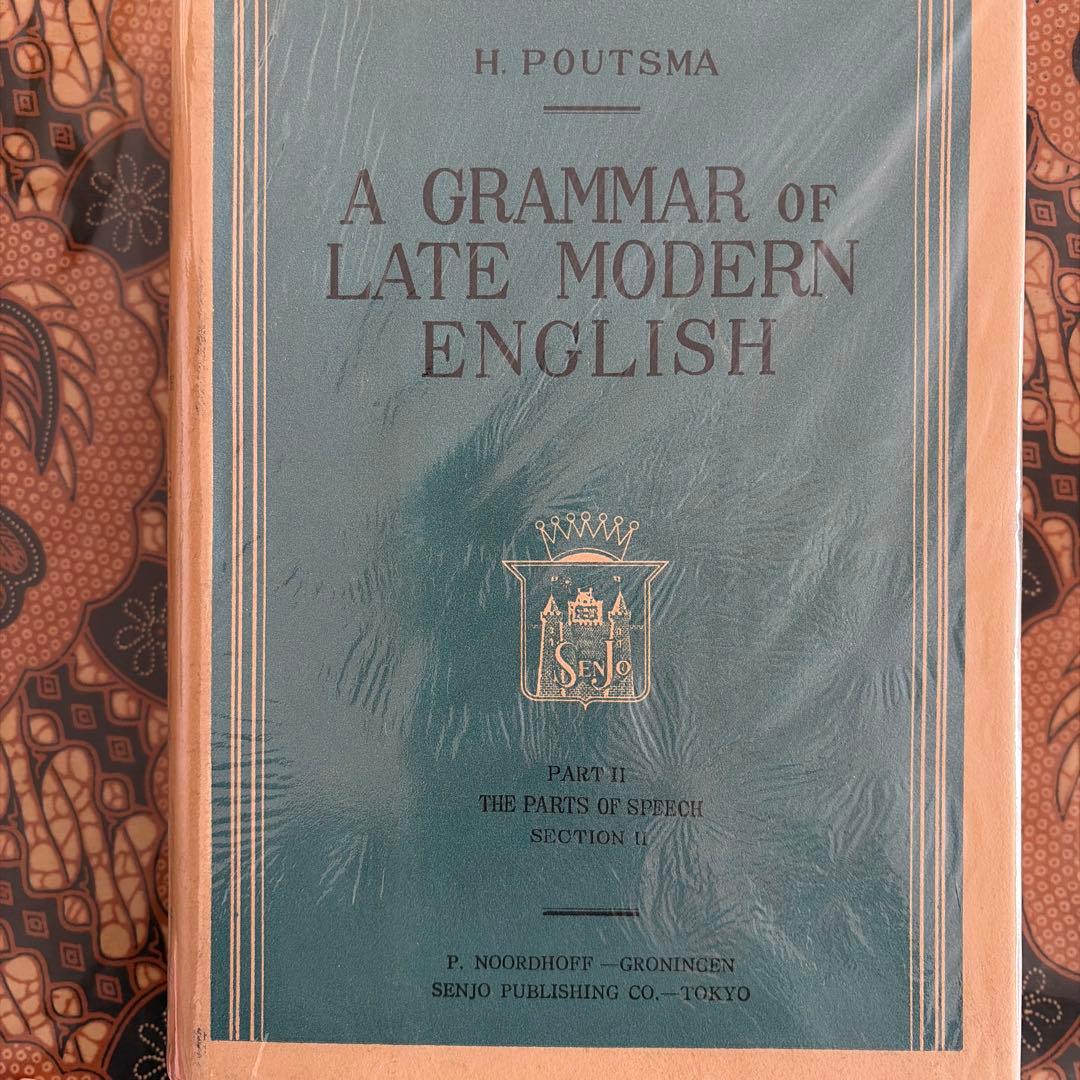 H. POUTSMA
A GRAMMAR OF
LATE MODERN
ENGLISH
SENJO
PART II
THE PARTS OF SPEECH
SECTION II
P. NOORDHOFF—GRONINGEN
SENJO PUBLISHING CO.—TOKYO